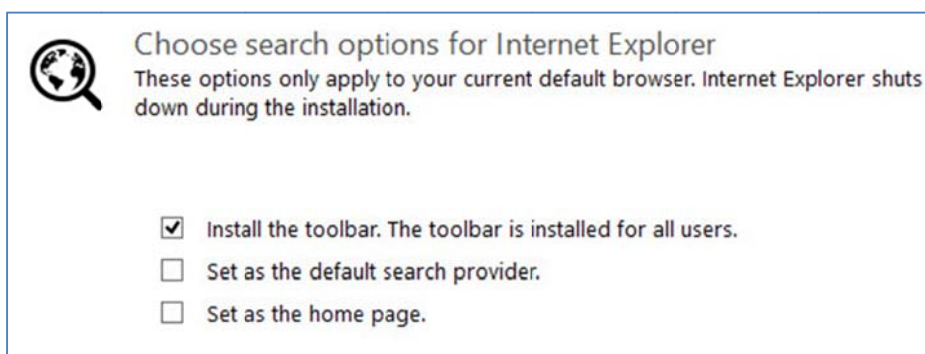 Choose search options for Internet Explorer
These options only apply to your current default browser. Internet Explorer shuts
down during the installation.
Install the toolbar. The toolbar is installed for all users.
Set as the default search provider.
Set as the home page.